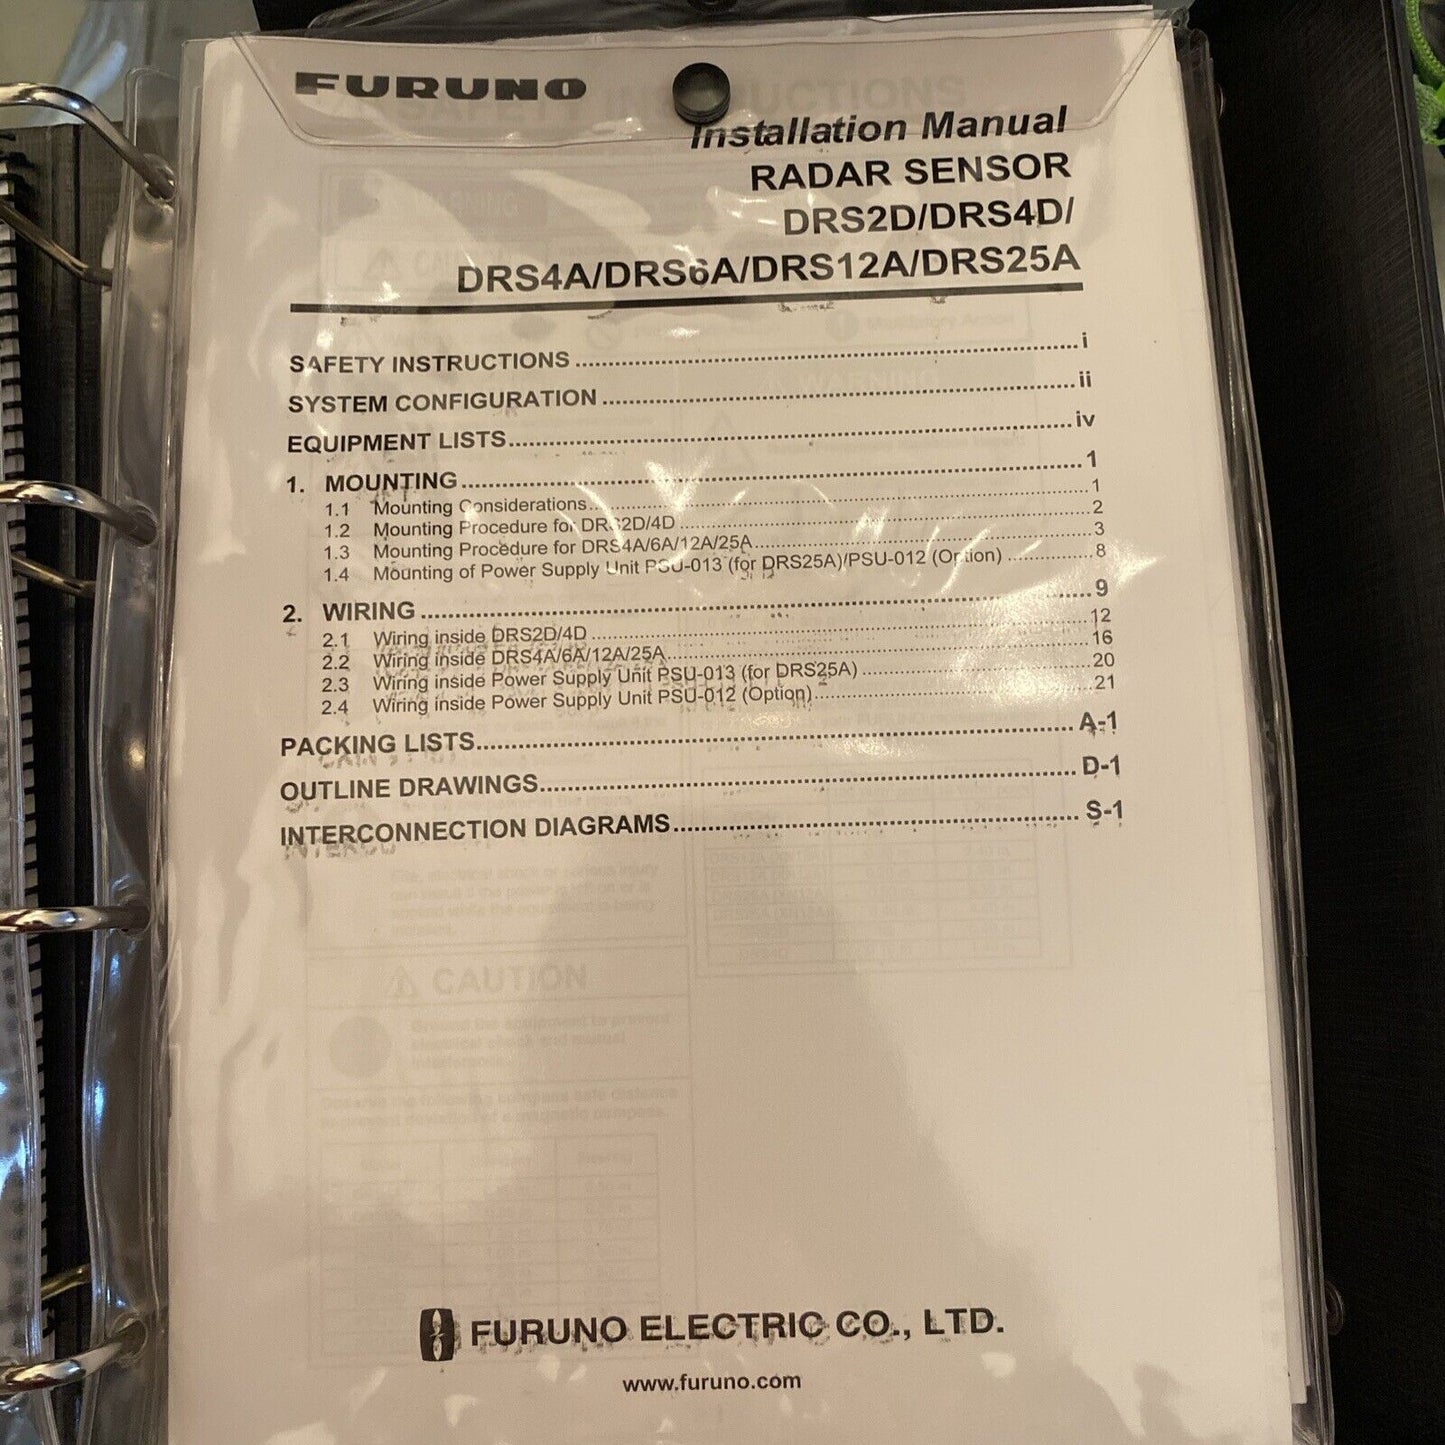 FURUNO
Installation Manual
RADAR SENSOR
DRS2D/DRS4D/
DRS4A/DRS6A/DRS12A/DRS25A
SAFETY INSTRUCTIONS i
SYSTEM CONFIGURATION ii
EQUIPMENT LISTS iv
1. MOUNTING 1
1.1 Mounting Considerations 1
1.2 Mounting Procedure for DRS2D/4D 2
1.3 Mounting Procedure for DRS4A/6A/12A/25A 3
1.4 Mounting of Power Supply Unit PSU-013 (for DRS25A)/PSU-012 (Option) 8
2. WIRING 9
2.1 Wiring inside DRS2D/4D 12
2.2 Wiring inside DRS4A/6A/12A/25A 16
2.3 Wiring inside Power Supply Unit PSU-013 (for DRS25A) 20
2.4 Wiring inside Power Supply Unit PSU-012 (Option) 21
PACKING LISTS A-1
OUTLINE DRAWINGS D-1
INTERCONNECTION DIAGRAMS S-1
CAUTION
FURUNO ELECTRIC CO., LTD.
www.furuno.com